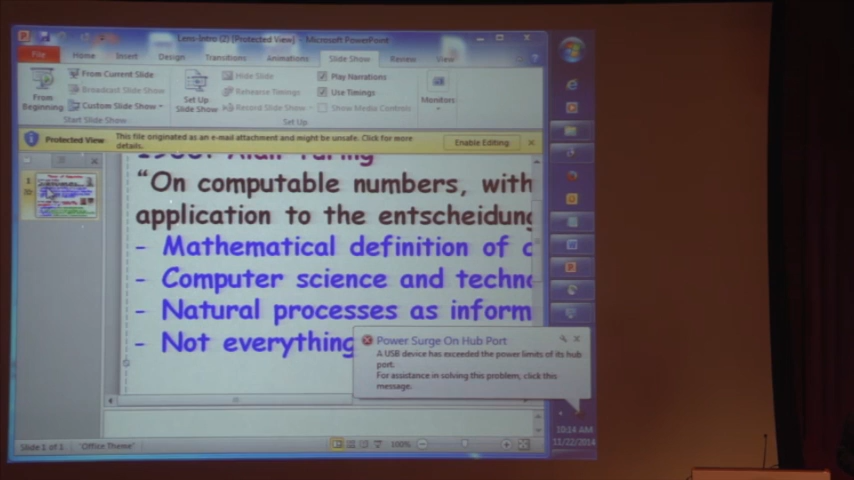 Leno-Intro (2) [Protected View] - Microsoft PowerPoint
File Home Insert Design Transitions Animations Slide Show Review View
From Beginning
From Current Slide
Broadcast Slide Show
Custom Slide Show
Start Slide Show
Set Up Slide Show
Hide Slide
Rehearse Timings
Record Slide Show
Set Up
Play Narrations
Use Timings
Show Media Controls
Monitors
Protected View This file originated as an e-mail attachment and might be unsafe. Click for more
details.
Enable Editing
Alan Turing
"On computable numbers, with
application to the entscheidung
- Mathematical definition of c
- Computer science and techno
- Natural processes as inform
- Not everything
Power Surge On Hub Port
A USB device has exceeded the power limits of its hub
port.
For assistance in solving this problem, click this
message.
Slide 1 of 1 "Office Theme" 100%
10:24 AM
11/22/2014